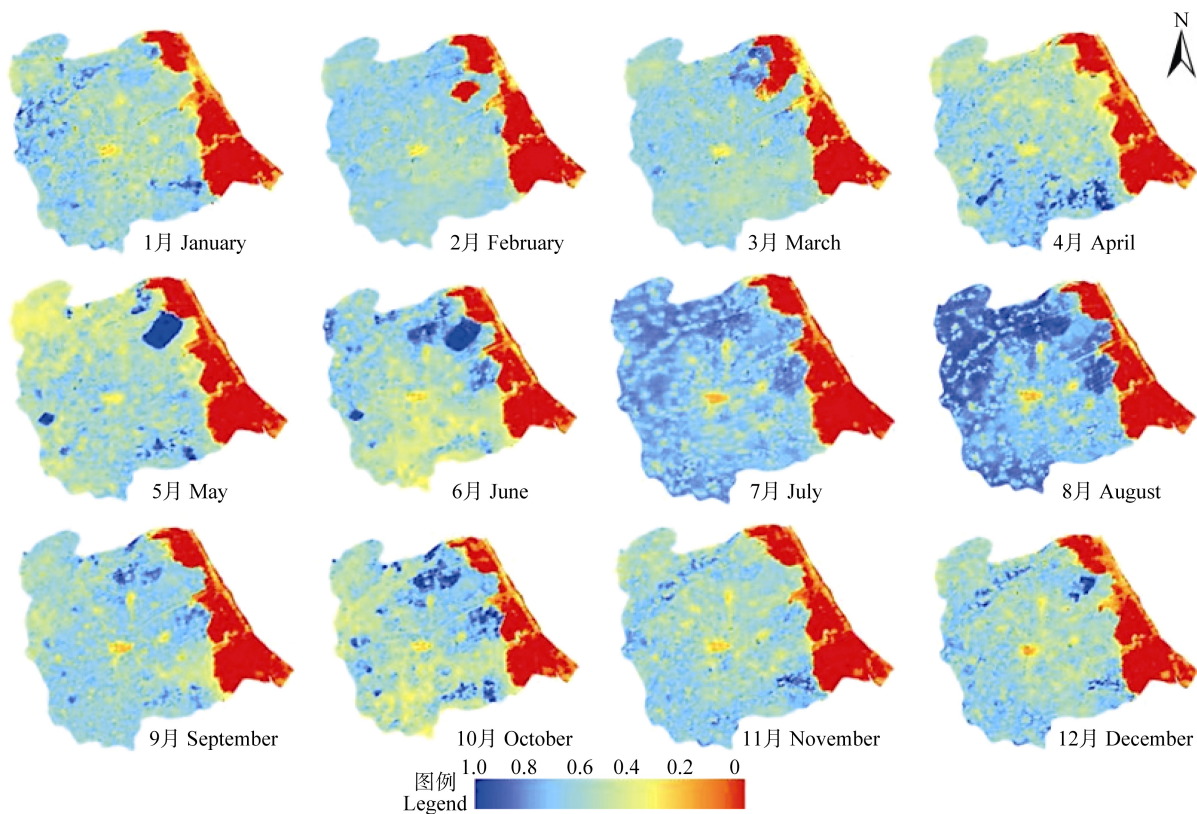 N
1月 January
2月 February
3月 March
4月 April
5月 May
6月 June
7月 July
8月 August
9月 September
10月 October
11月 November
12月 December
图例
Legend
1.0 0.8 0.6 0.4 0.2 0